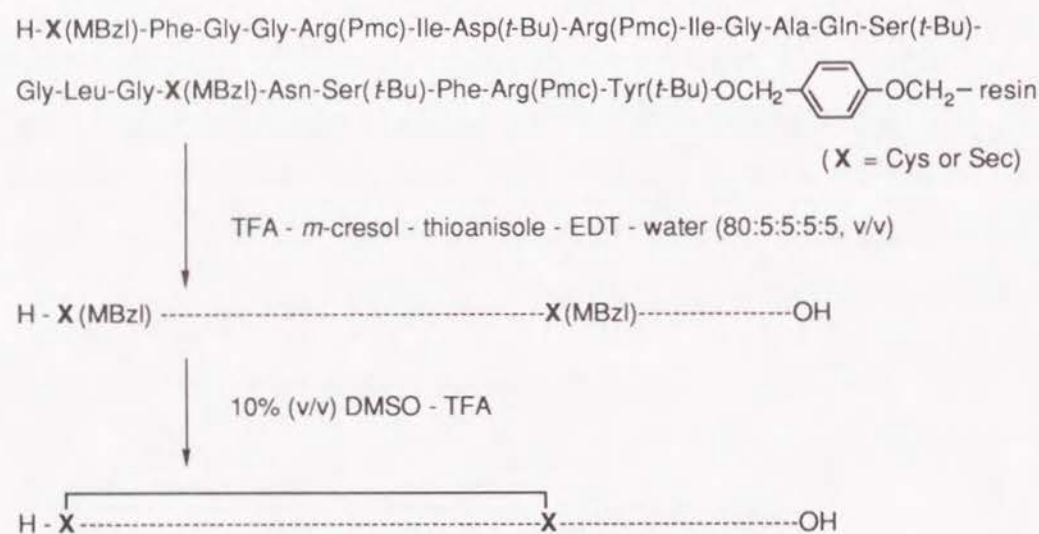 H-X(MBzl)-Phe-Gly-Gly-Arg(Pmc)-Ile-Asp(t-Bu)-Arg(Pmc)-Ile-Gly-Ala-Gln-Ser(t-Bu)-
Gly-Leu-Gly-X(MBzl)-Asn-Ser(t-Bu)-Phe-Arg(Pmc)-Tyr(t-Bu)-OCH2-OCH2-resin
(X = Cys or Sec)
TFA - m-cresol - thioanisole - EDT - water (80:5:5:5:5, v/v)
H - X(MBzl) ---------------------------------------------X(MBzl)------------------OH
10% (v/v) DMSO - TFA
H - X------------------------------------------------------X---------------------------OH